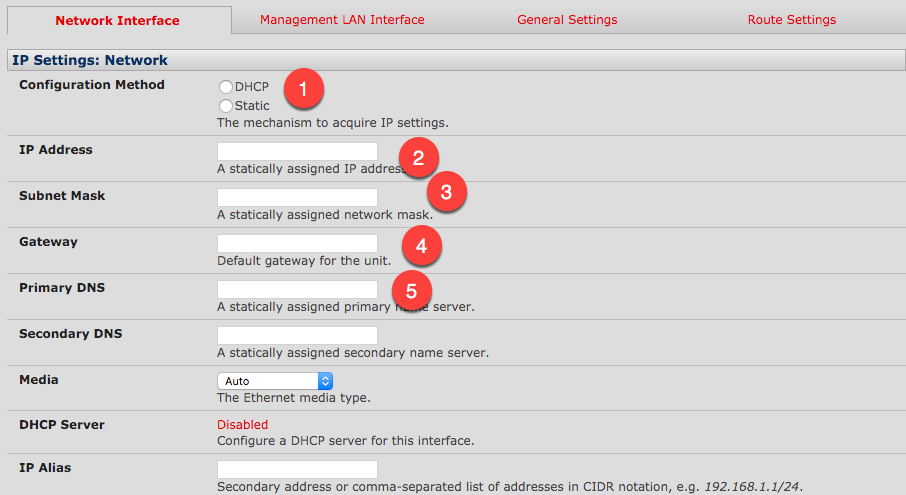 Network Interface Management LAN Interface General Settings Route Settings
IP Settings: Network
Configuration Method
DHCP 1
Static
The mechanism to acquire IP settings.
IP Address
2
A statically assigned IP address
Subnet Mask
3
A statically assigned network mask.
Gateway
4
Default gateway for the unit.
Primary DNS
5
A statically assigned primary name server.
Secondary DNS
A statically assigned secondary name server.
Media
Auto
The Ethernet media type.
DHCP Server
Disabled
Configure a DHCP server for this interface.
IP Alias
Secondary address or comma-separated list of addresses in CIDR notation, e.g. 192.168.1.1/24.